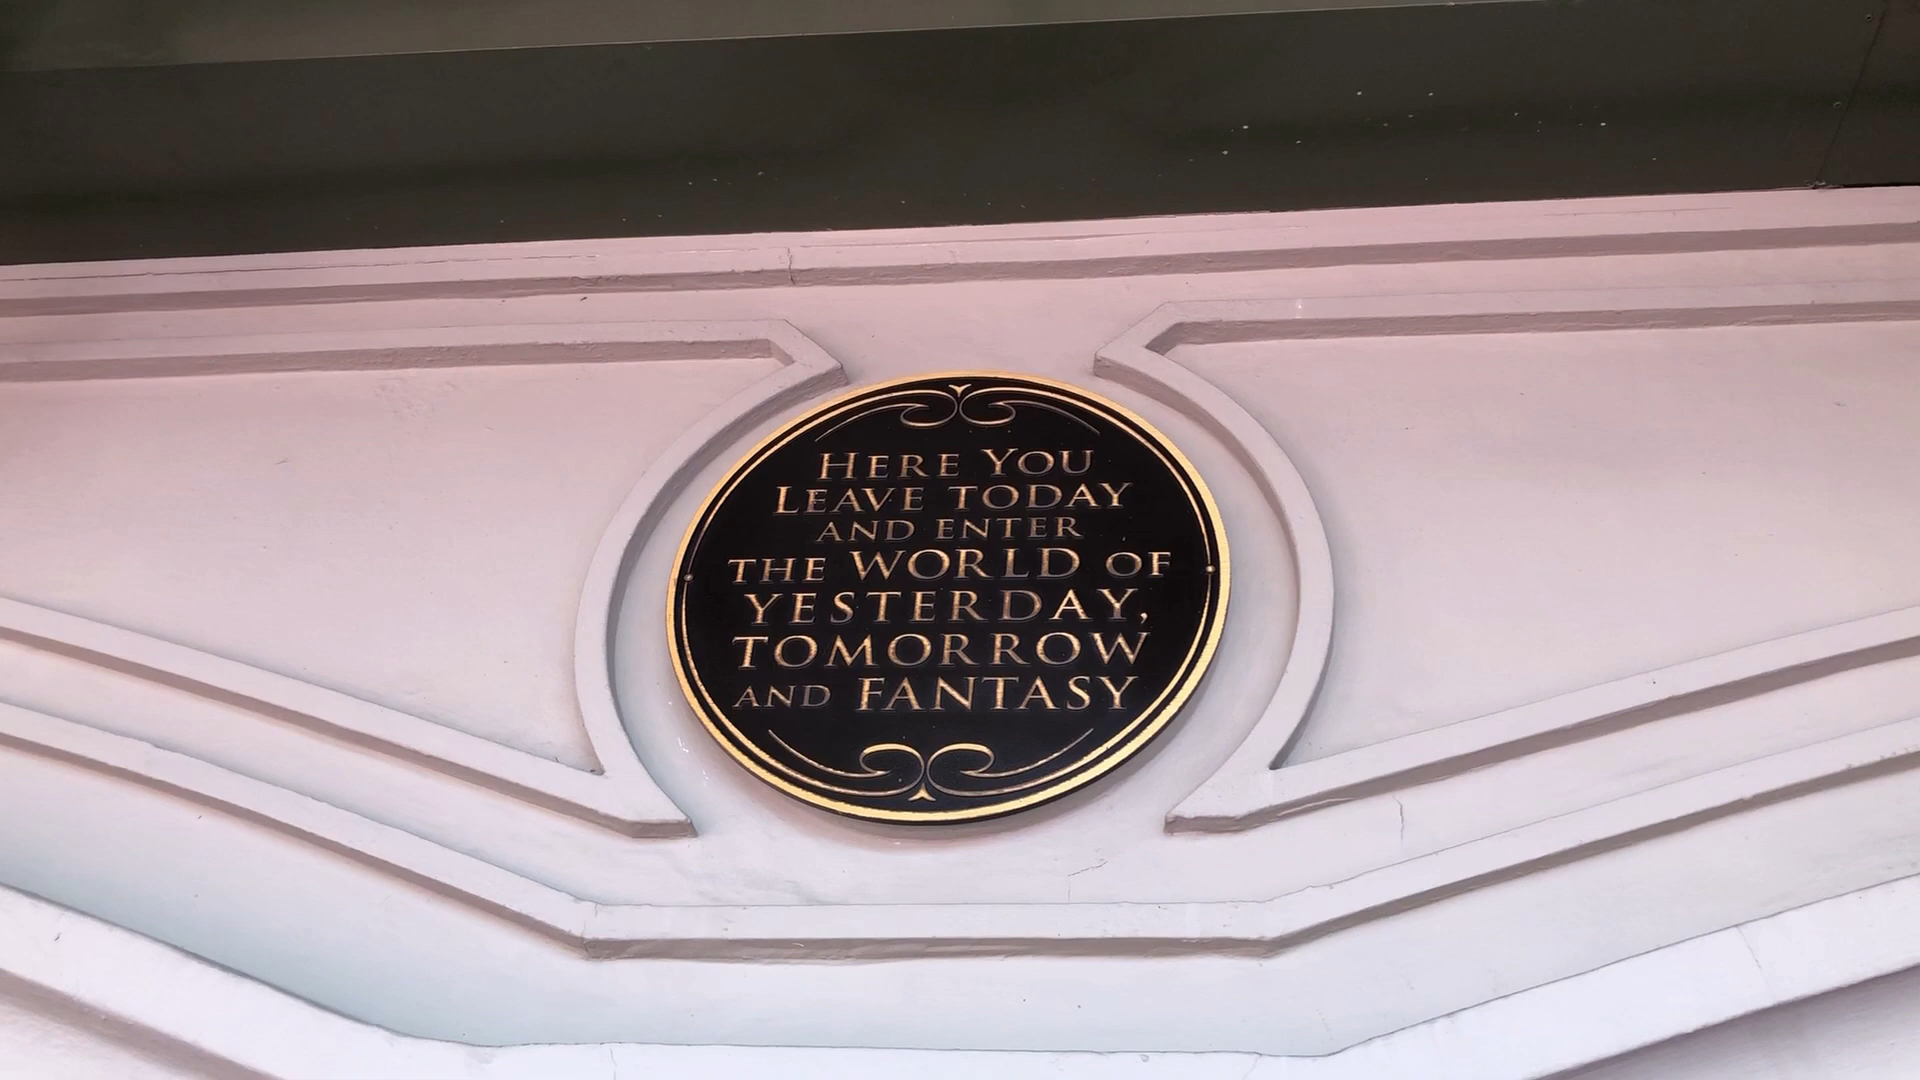 HERE YOU
LEAVE TODAY
AND ENTER
THE WORLD OF
YESTERDAY,
TOMORROW
AND FANTASY